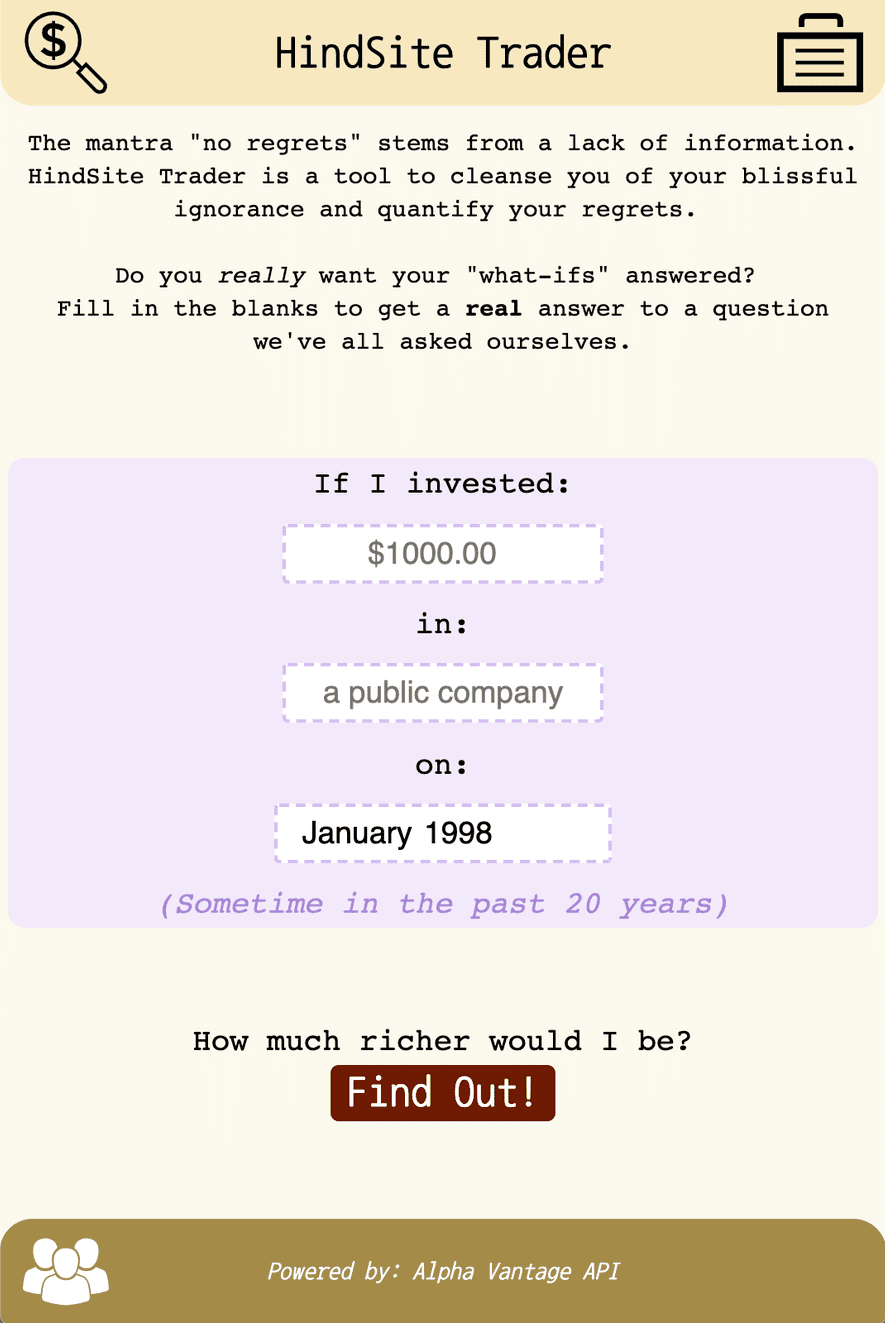 $
HindSite Trader
The mantra "no regrets" stems from a lack of information.
HindSite Trader is a tool to cleanse you of your blissful
ignorance and quantify your regrets.
Do you really want your "what-ifs" answered?
Fill in the blanks to get a real answer to a question
we've all asked ourselves.
If I invested:
$1000.00
in:
a public company
on:
January 1998
(Sometime in the past 20 years)
How much richer would I be?
Find Out!
Powered by: Alpha Vantage API